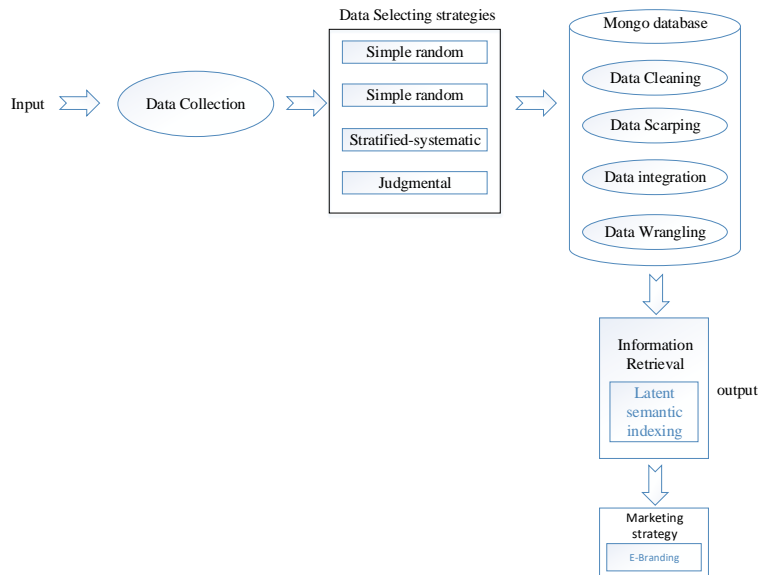 Input
Data Collection
Data Selecting strategies
Simple random
Simple random
Stratified-systematic
Judgmental
Mongo database
Data Cleaning
Data Scarping
Data integration
Data Wrangling
Information
Retrieval
Latent
semantic
indexing
output
Marketing
strategy
E-Branding